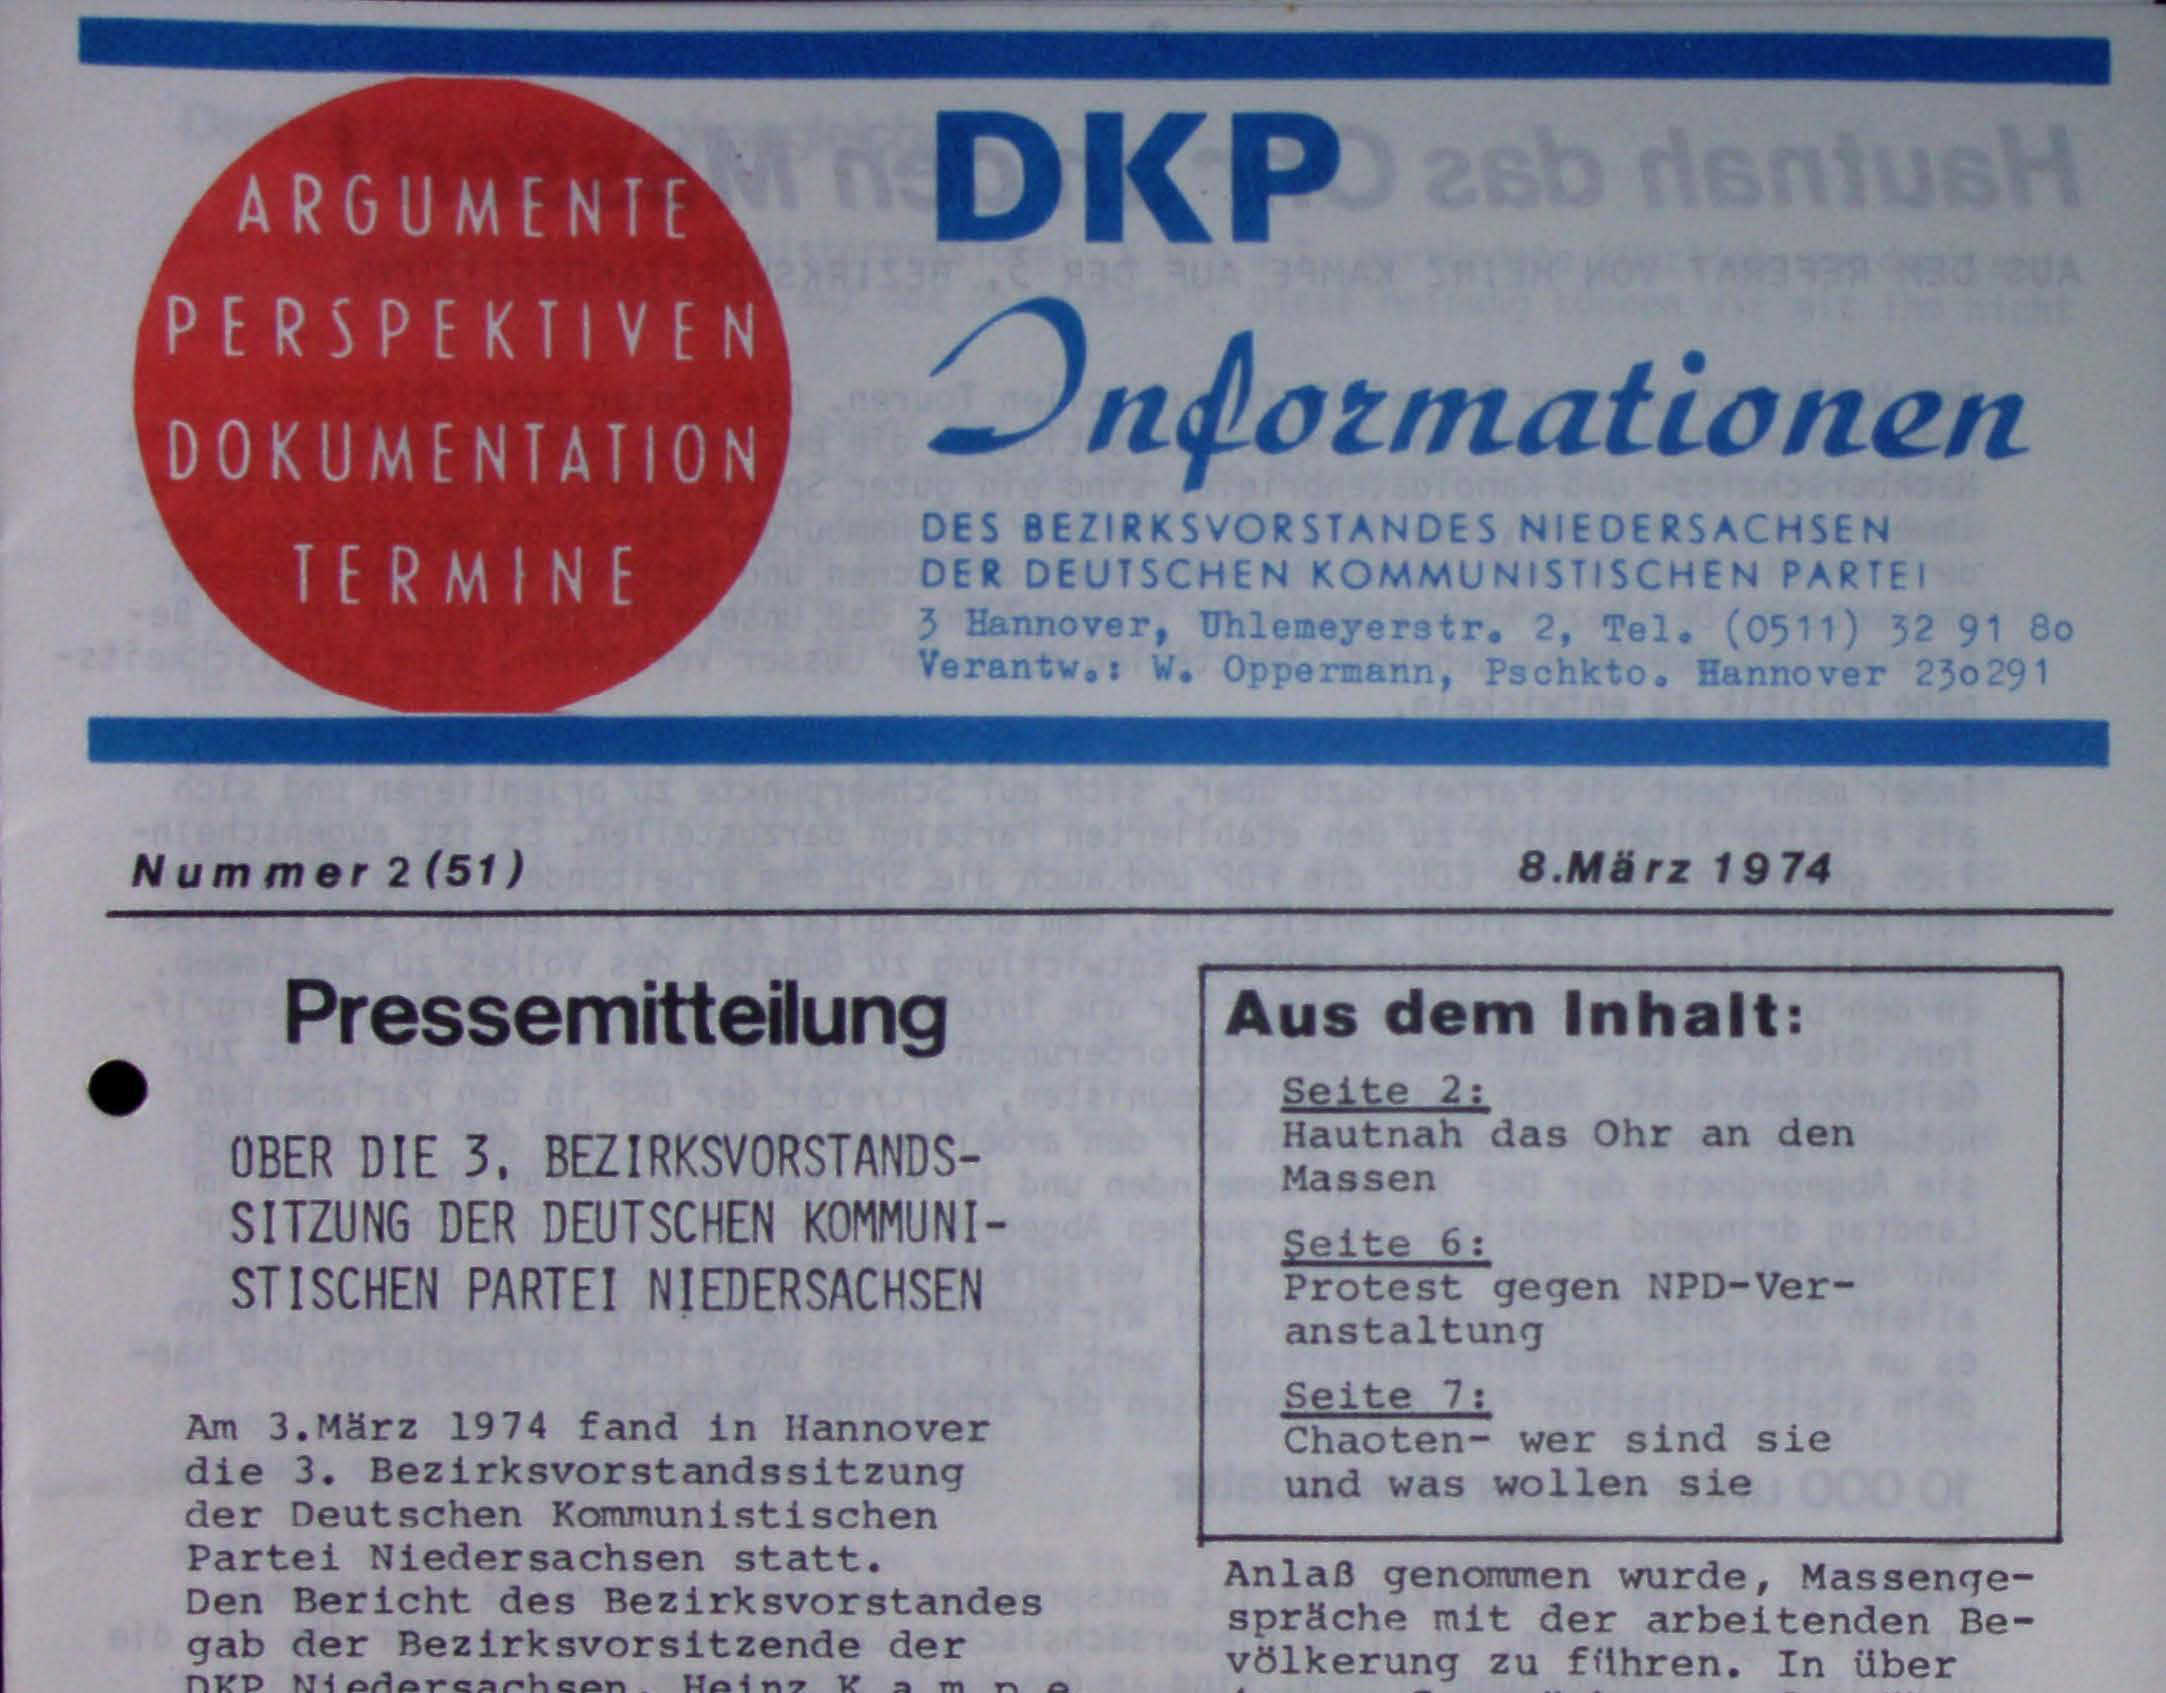 ARGUMENTE
PERSPEKTIVEN
DOKUMENTATION
TERMINE
DKP
Informationen
DES BEZIRKSVORSTANDES NIEDERSACHSEN
DER DEUTSCHEN KOMMUNISTISCHEN PARTEI
3 Hannover, Uhlemeyerstr. 2, Tel. (0511) 32 91 8o
Verantw.: W. Oppermann, Pschkto. Hannover 23o291
Nummer 2 (51)
8.März 1974
Pressemitteilung
OBER DIE 3. BEZIRKSVORSTANDS-
SITZUNG DER DEUTSCHEN KOMMUNI-
STISCHEN PARTEI NIEDERSACHSEN
Am 3.März 1974 fand in Hannover
die 3. Bezirksvorstandssitzung
der Deutschen Kommunistischen
Partei Niedersachsen statt.
Den Bericht des Bezirksvorstandes
gab der Bezirksvorsitzende der
DKP Niedersachsen, Heinz K a m p e
Aus dem Inhalt:
Seite 2:
Hautnah das Ohr an den
Massen
Seite 6:
Protest gegen NPD-Ver-
anstaltung
Seite 7:
Chaoten- wer sind sie
und was wollen sie
Anlaß genommen wurde, Massenge-
spräche mit der arbeitenden Be-
völkerung zu führen. In über